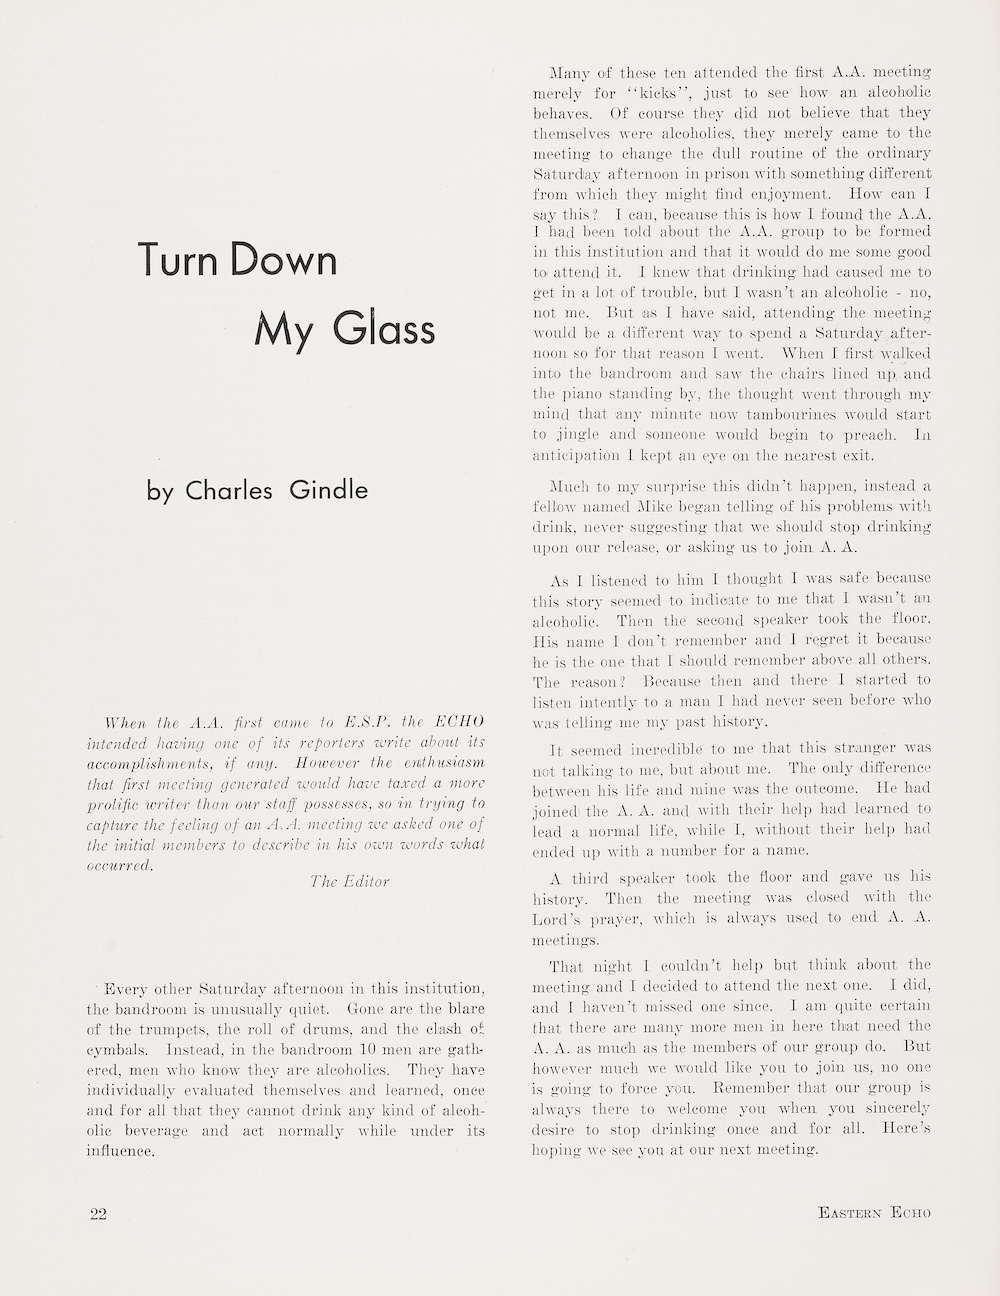 Turn Down
My Glass
by Charles Gindle
When the A.A. first came to E.S.P. the ECHO
intended having one of its reporters write about its
accomplishments, if any. However the enthusiasm
that first meeting generated would have taxed a more
prolific writer than our staff possesses, so in trying to
capture the feeling of an A.A. meeting we asked one of
the initial members to describe in his own words what
occurred.
The Editor
Every other Saturday afternoon in this institution,
the bandroom is unusually quiet. Gone are the blare
of the trumpets, the roll of drums, and the clash of
cymbals. Instead, in the bandroom 10 men are gath-
ered, men who know they are alcoholics. They have
individually evaluated themselves and learned, once
and for all that they cannot drink any kind of alcoh-
olic beverage and act normally while under its
influence.
Many of these ten attended the first A.A. meeting
merely for "kicks", just to see how an alcoholic
behaves. Of course they did not believe that they
themselves were alcoholics, they merely came to the
meeting to change the dull routine of the ordinary
Saturday afternoon in prison with something different
from which they might find enjoyment. How can I
say this? I can, because this is how I found the A.A.
I had been told about the A.A. group to be formed
in this institution and that it would do me some good
to attend it. I knew that drinking had caused me to
get in a lot of trouble, but I wasn't an alcoholic - no,
not me. But as I have said, attending the meeting
would be a different way to spend a Saturday after-
noon so for that reason I went. When I first walked
into the bandroom and saw the chairs lined up and
the piano standing by, the thought went through my
mind that any minute now tambourines would start
to jingle and someone would begin to preach. In
anticipation I kept an eye on the nearest exit.
Much to my surprise this didn't happen, instead a
fellow named Mike began telling of his problems with
drink, never suggesting that we should stop drinking
upon our release, or asking us to join A. A.
As I listened to him I thought I was safe because
this story seemed to indicate to me that I wasn't an
alcoholic. Then the second speaker took the floor.
His name I don't remember and I regret it because
he is the one that I should remember above all others.
The reason? Because then and there I started to
listen intently to a man I had never seen before who
was telling me my past history.
It seemed incredible to me that this stranger was
not talking to me, but about me. The only difference
between his life and mine was the outcome. He had
joined the A. A. and with their help had learned to
lead a normal life, while I, without their help had
ended up with a number for a name.
A third speaker took the floor and gave us his
history. Then the meeting was closed with the
Lord's prayer, which is always used to end A. A.
meetings.
That night I couldn't help but think about the
meeting and I decided to attend the next one. I did,
and I haven't missed one since. I am quite certain
that there are many more men in here that need the
A. A. as much as the members of our group do. But
however much we would like you to join us, no one
is going to force you. Remember that our group is
always there to welcome you when you sincerely
desire to stop drinking once and for all. Here's
hoping we see you at our next meeting.
22
EASTERN ECHO